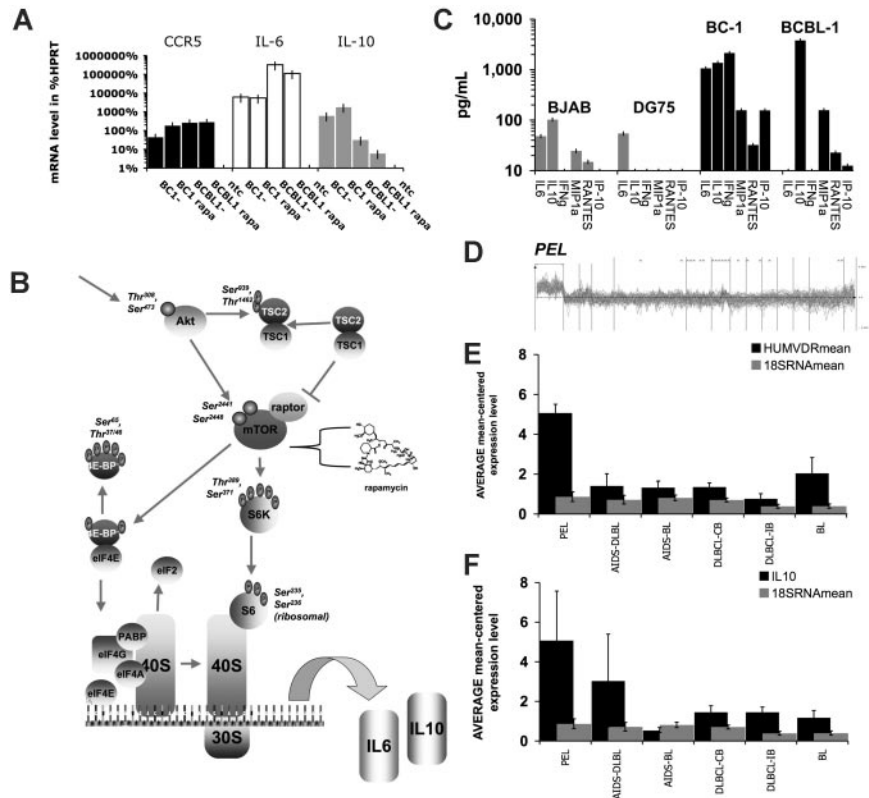 A
CCR5 IL-6 IL-10
mRNA level in %HPRT
1000000%
100000%
10000%
1000%
100%
10%
1%
BC1-
BC1 rapa
BCBL1-
BCBL1 rapa
ntc
BC1-
BC1 rapa
BCBL1-
BCBL1 rapa
ntc
BC1-
BC1 rapa
BCBL1-
BCBL1 rapa
ntc
B
Thr308,
Ser473
Akt
Ser939,
Thr1462
TSC2
TSC1
TSC2
TSC1
Ser2441
Ser2448
raptor
mTOR
rapamycin
Ser65,
Thr37/46
4E-BP
4E-BP
eIF4E
Thr389,
Ser371
S6K
eIF2
S6
Ser235,
Ser236
(ribosomal)
PABP
eIF4G
eIF4A
eIF4E
40S
40S
30S
IL6
IL10
C
pg/mL
10,000
1,000
100
10
BJAB DG75 BC-1 BCBL-1
IL6
IL10
IFNg
MIP1a
RANTES
IP-10
IL6
IL10
IFNg
MIP1a
RANTES
IP-10
IL6
IL10
IFNg
MIP1a
RANTES
IP-10
IL6
IL10
IFNg
MIP1a
RANTES
IP-10
D
PEL
E
AVERAGE mean-centered
expression level
8
6
4
2
0
HUMVDRmean
18SRNAmean
PEL
AIDS-DLBL
AIDS-BL
DLBCL-CB
DLBCL-IB
BL
F
AVERAGE mean-centered
expression level
8
6
4
2
0
IL10
18SRNAmean
PEL
AIDS-DLBL
AIDS-BL
DLBCL-CB
DLBCL-IB
BL